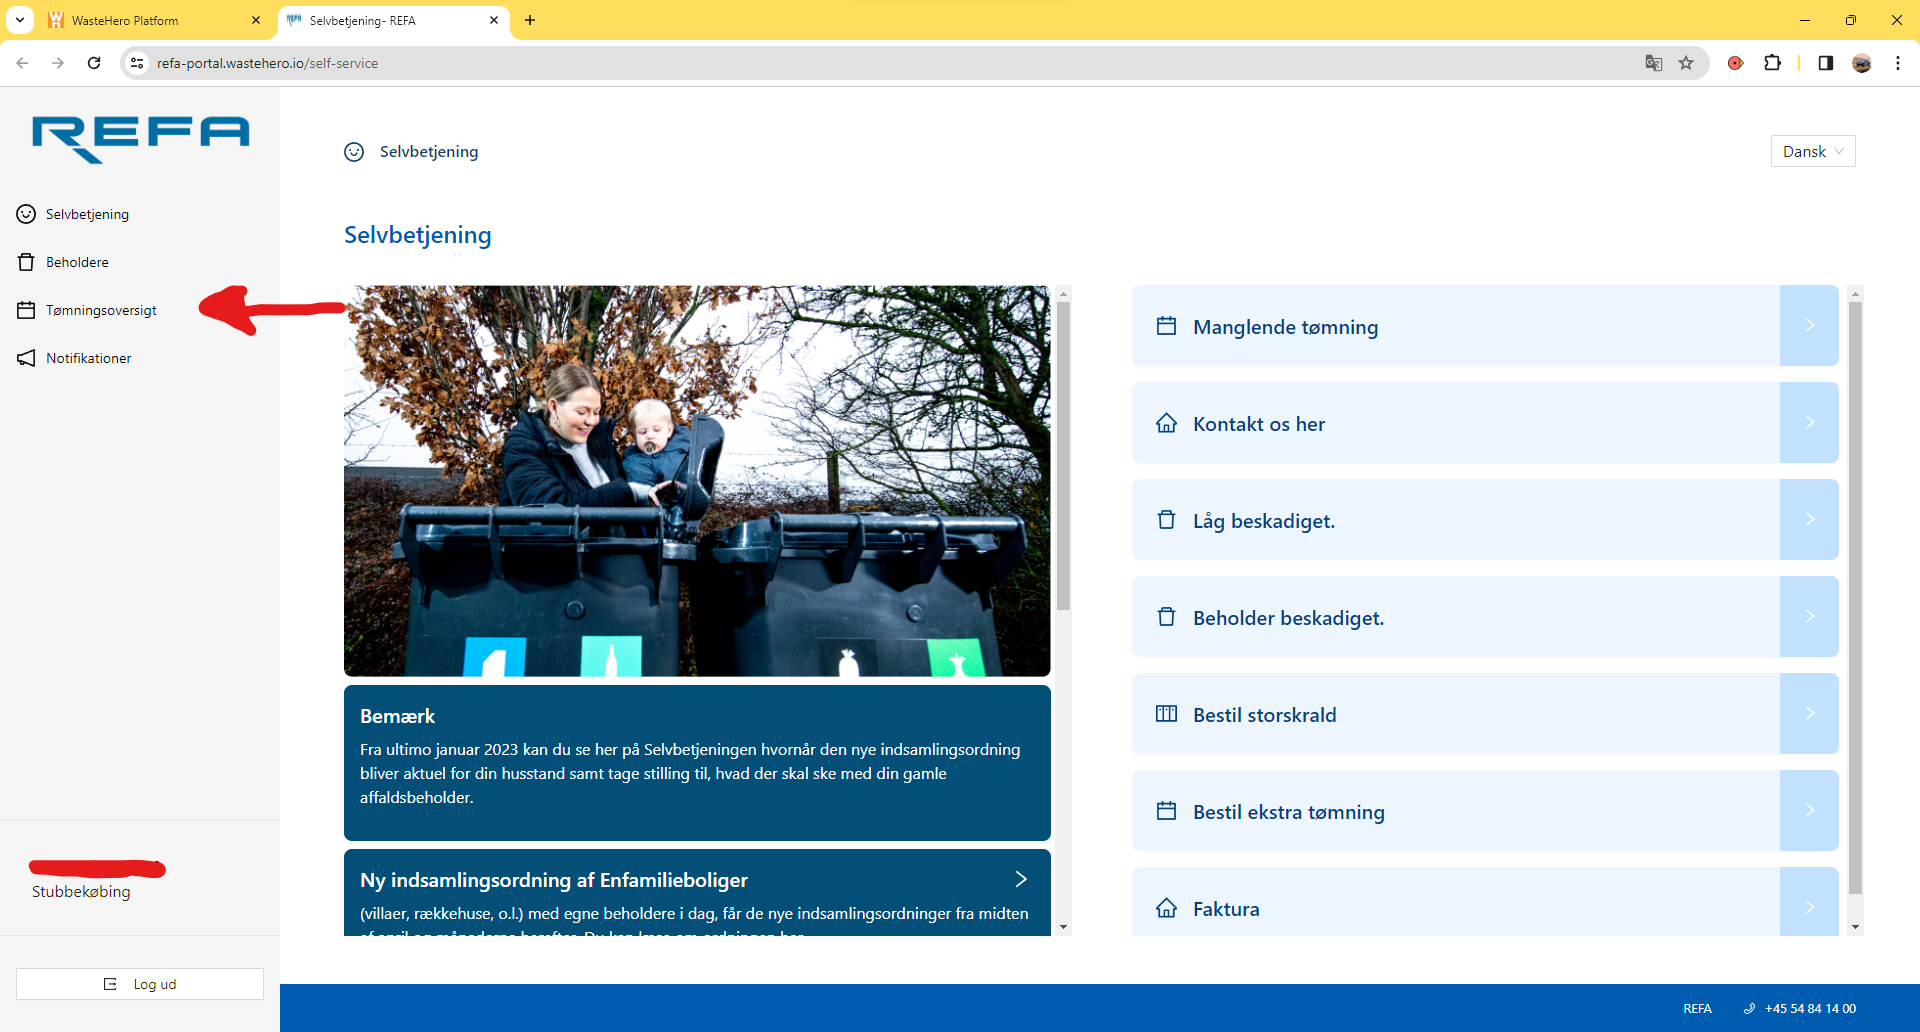 WasteHero Platform
Selvbetjening- REFA
refa-portal.wastehero.io/self-service
REFA
Selvbetjening
Beholdere
Tømningsoversigt
Notifikationer
Stubbekøbing
Log ud
Selvbetjening
Dansk
Selvbetjening
Bemærk
Fra ultimo januar 2023 kan du se her på Selvbetjeningen hvornår den nye indsamlingsordning
bliver aktuel for din husstand samt tage stilling til, hvad der skal ske med din gamle
affaldsbeholder.
Ny indsamlingsordning af Enfamilieboliger
(villaer, rækkehuse, o.l.) med egne beholdere i dag, får de nye indsamlingsordninger fra midten
Manglende tømning
Kontakt os her
Låg beskadiget.
Beholder beskadiget.
Bestil storskrald
Bestil ekstra tømning
Faktura
REFA
+45 54 84 14 00